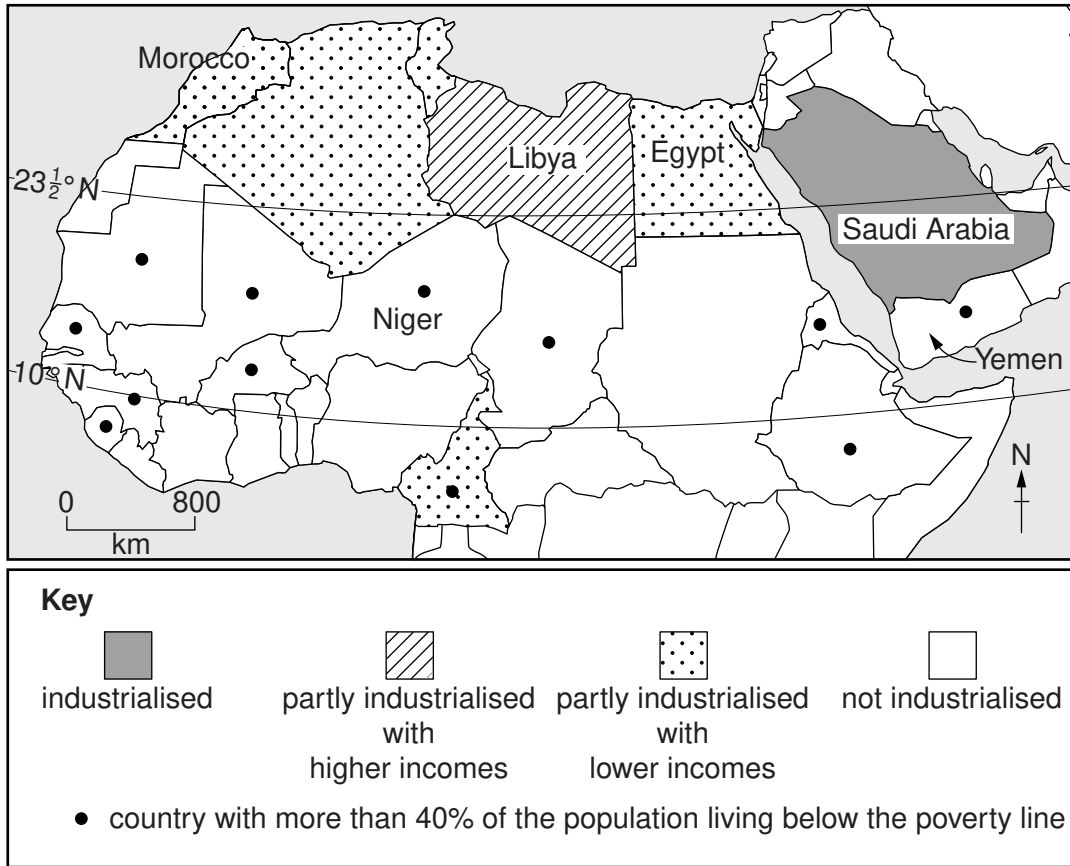 Morocco
Libya
Egypt
23 1/2° N
Saudi Arabia
Niger
Yemen
10° N
N
0 800
km
Key
industrialised
partly industrialised
with
higher incomes
partly industrialised
with
lower incomes
not industrialised
country with more than 40% of the population living below the poverty line